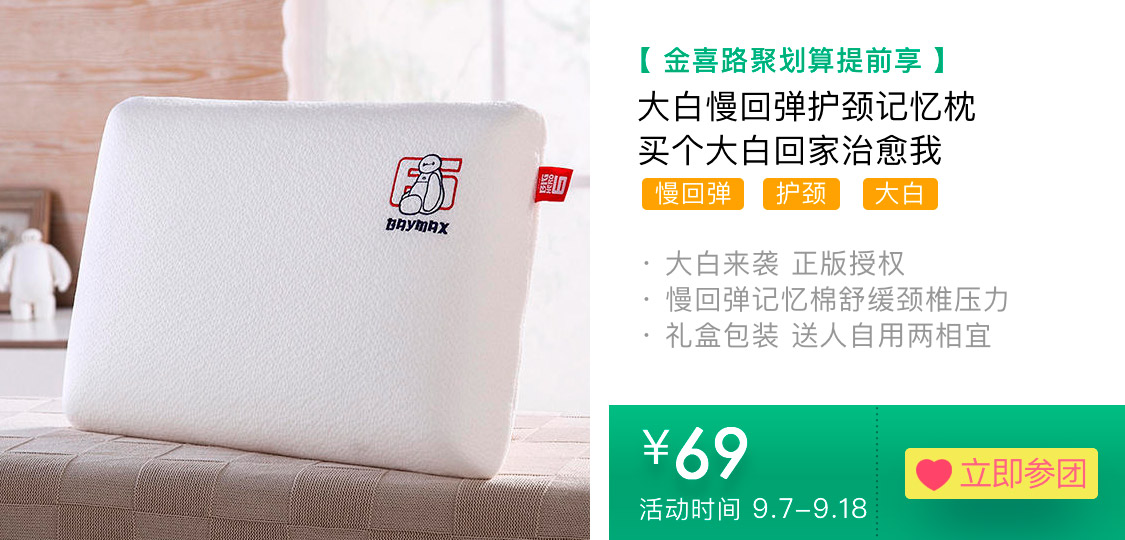 BAYMAX
【 金喜路聚划算提前享 】
大白慢回弹护颈记忆枕
买个大白回家治愈我
慢回弹 护颈 大白
· 大白来袭 正版授权
· 慢回弹记忆棉舒缓颈椎压力
· 礼盒包装 送人自用两相宜
¥69
活动时间 9.7–9.18
立即参团